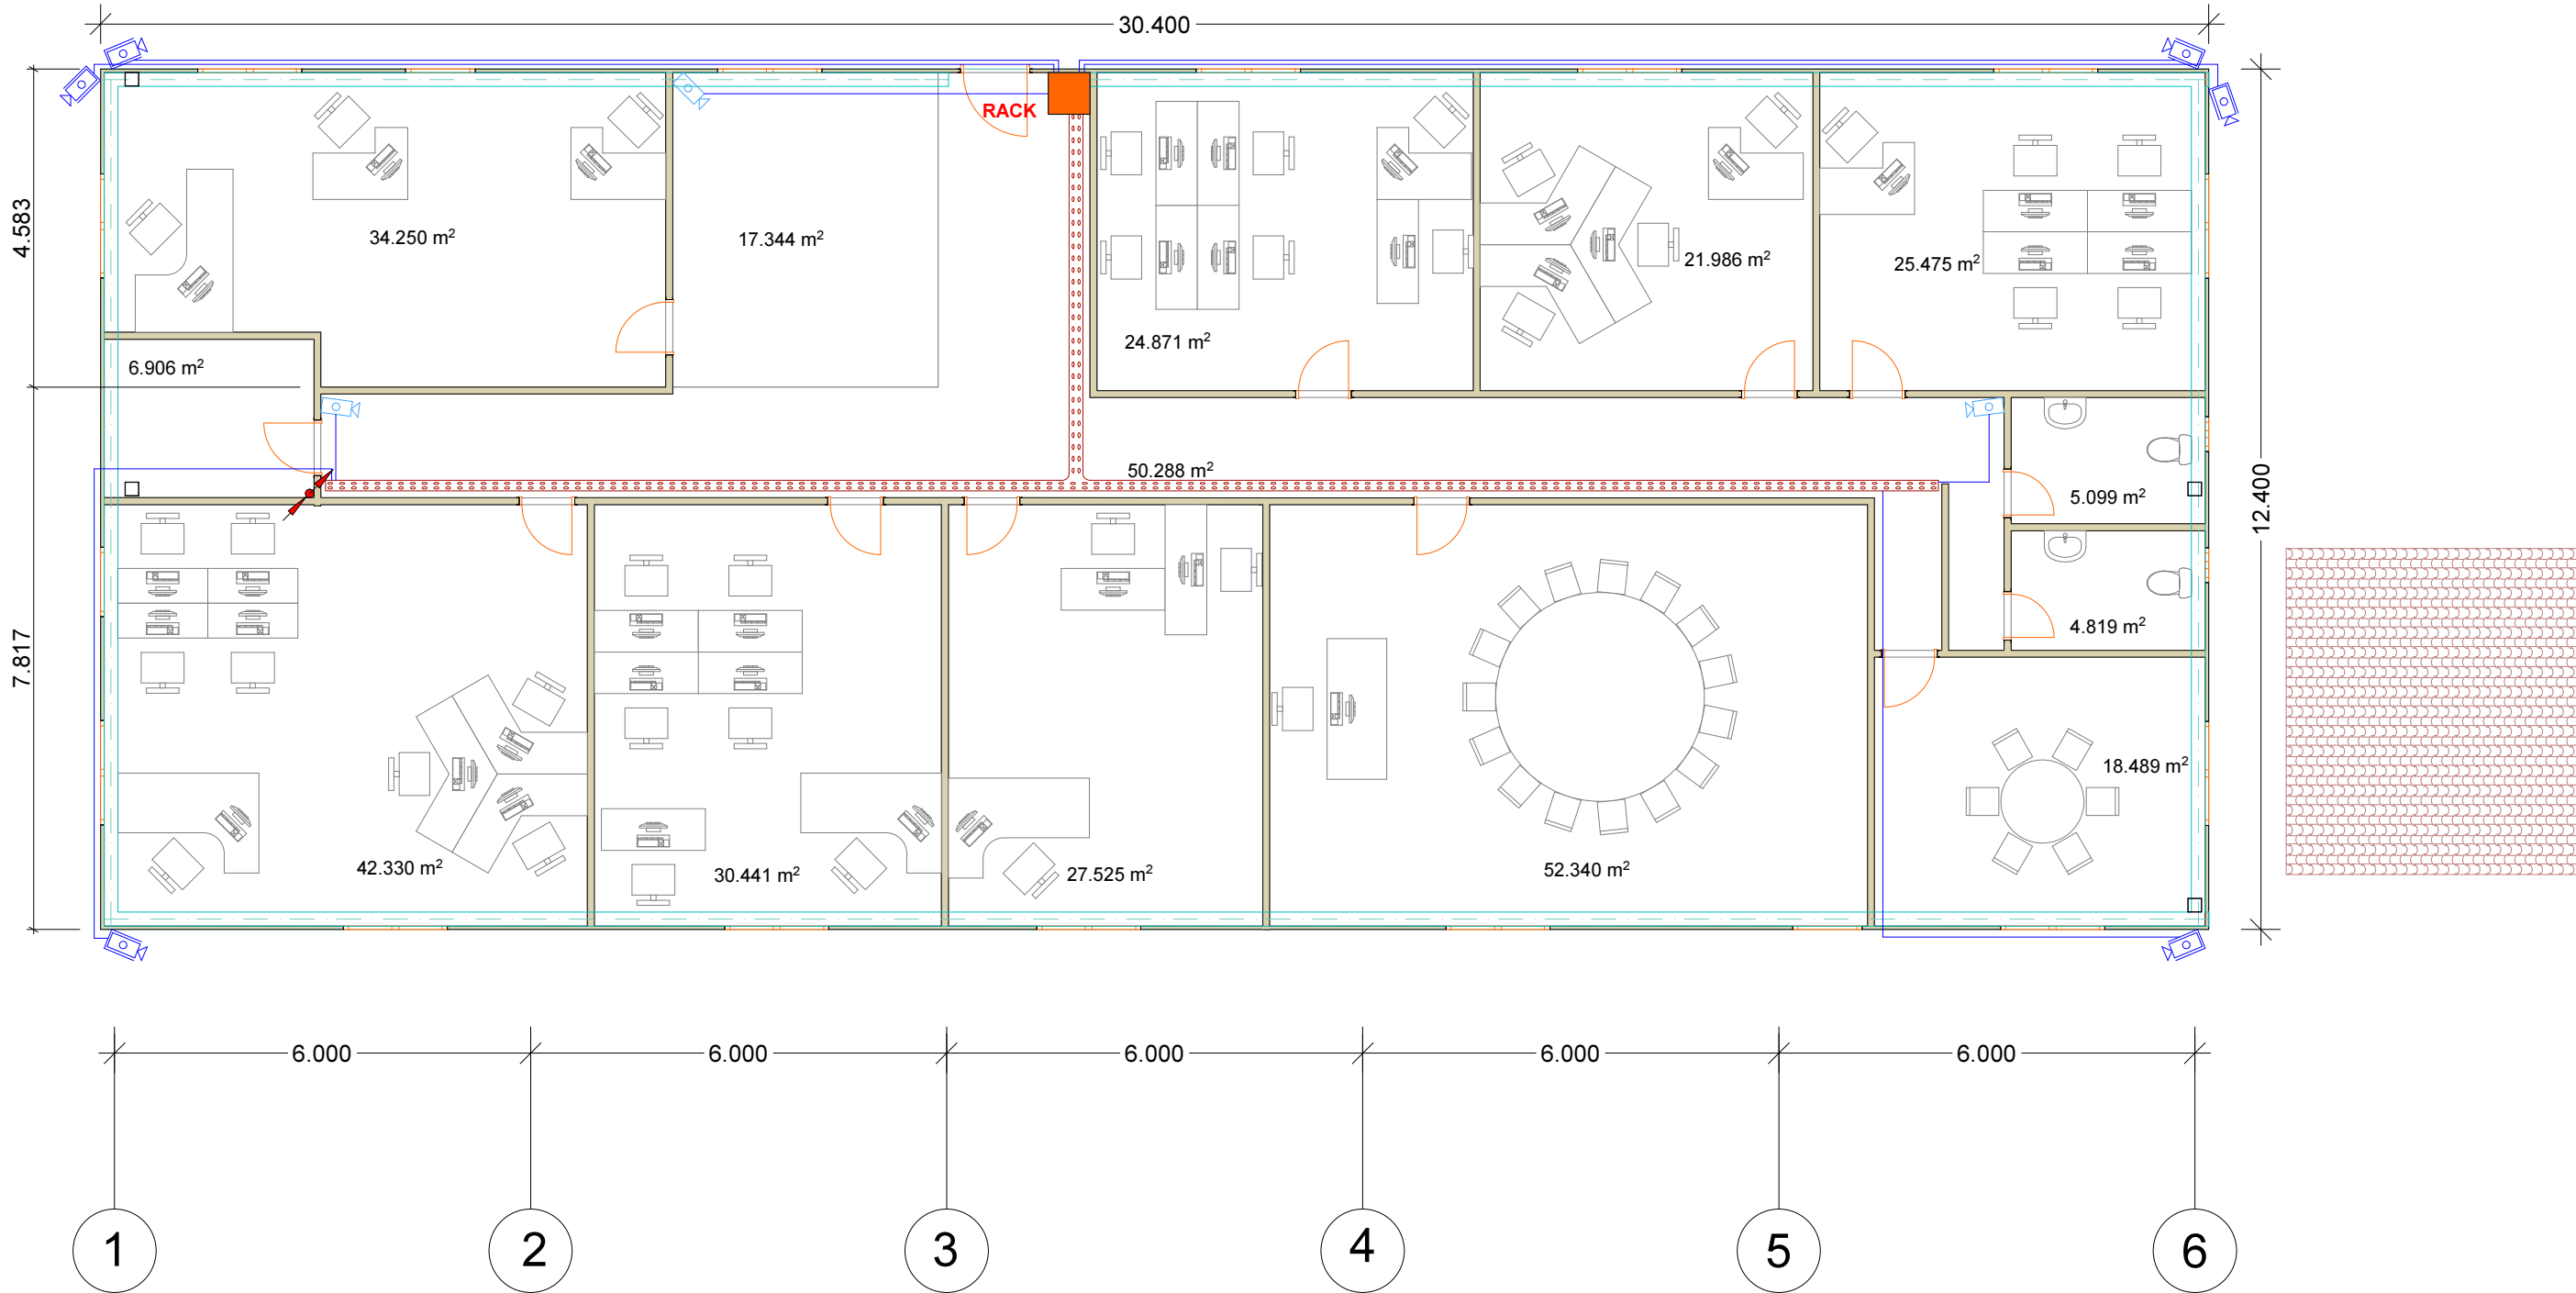 30.400
RACK
4.583
34.250 m²
17.344 m²
21.986 m²
25.475 m²
24.871 m²
6.906 m²
50.288 m²
12.400
5.099 m²
4.819 m²
7.817
18.489 m²
42.330 m²
30.441 m²
27.525 m²
52.340 m²
6.000 6.000 6.000 6.000 6.000
1 2 3 4 5 6